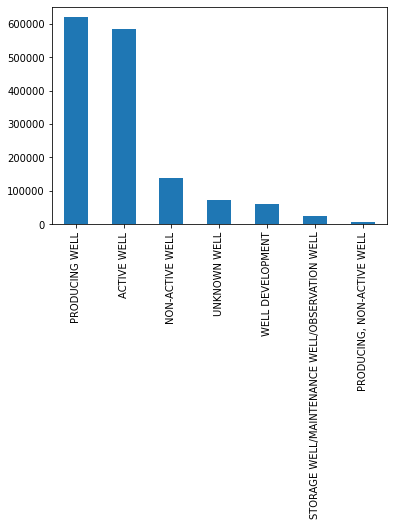 600000
500000
400000
300000
200000
100000
0
PRODUCING WELL
ACTIVE WELL
NON-ACTIVE WELL
UNKNOWN WELL
WELL DEVELOPMENT
STORAGE WELL/MAINTENANCE WELL/OBSERVATION WELL
PRODUCING, NON-ACTIVE WELL